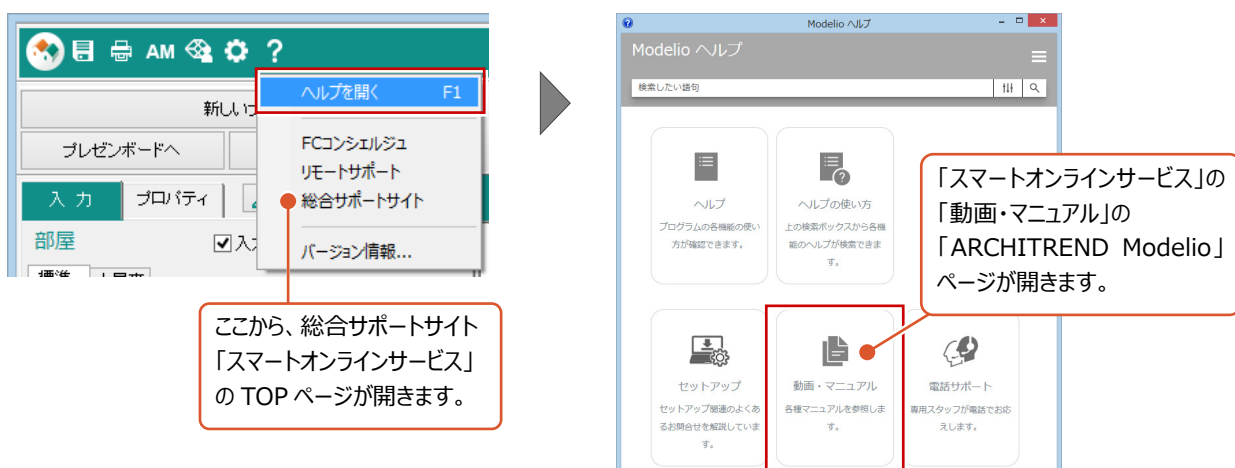 AM ?
ヘルプを開く F1
新しい
プレゼンボードへ
FCコンシェルジュ
リモートサポート
総合サポートサイト
バージョン情報...
入 力 プロパティ
部屋 入
標準
ここから、総合サポートサイト
「スマートオンラインサービス」
の TOP ページが開きます。
Modelio ヘルプ
Modelio ヘルプ
検索したい語句
ヘルプ
プログラムの各機能の使い
方が確認できます。
ヘルプの使い方
上の検索ボックスから各機
能のヘルプが検索できま
す。
「スマートオンラインサービス」の
「動画・マニュアル」の
「ARCHITREND Modelio」
ページが開きます。
セットアップ
セットアップ関連のよくあ
るお問合せを解説していま
す。
動画・マニュアル
各種マニュアルを参照しま
す。
電話サポート
専用スタッフが電話でお応
えします。